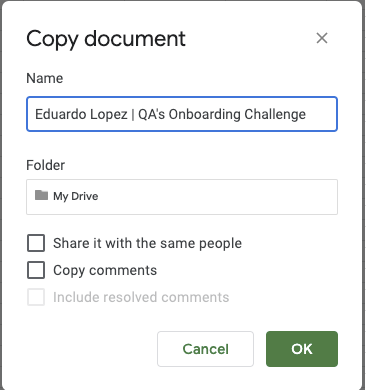 Copy document
Name
Eduardo Lopez | QA's Onboarding Challenge
Folder
My Drive
Share it with the same people
Copy comments
Include resolved comments
Cancel OK